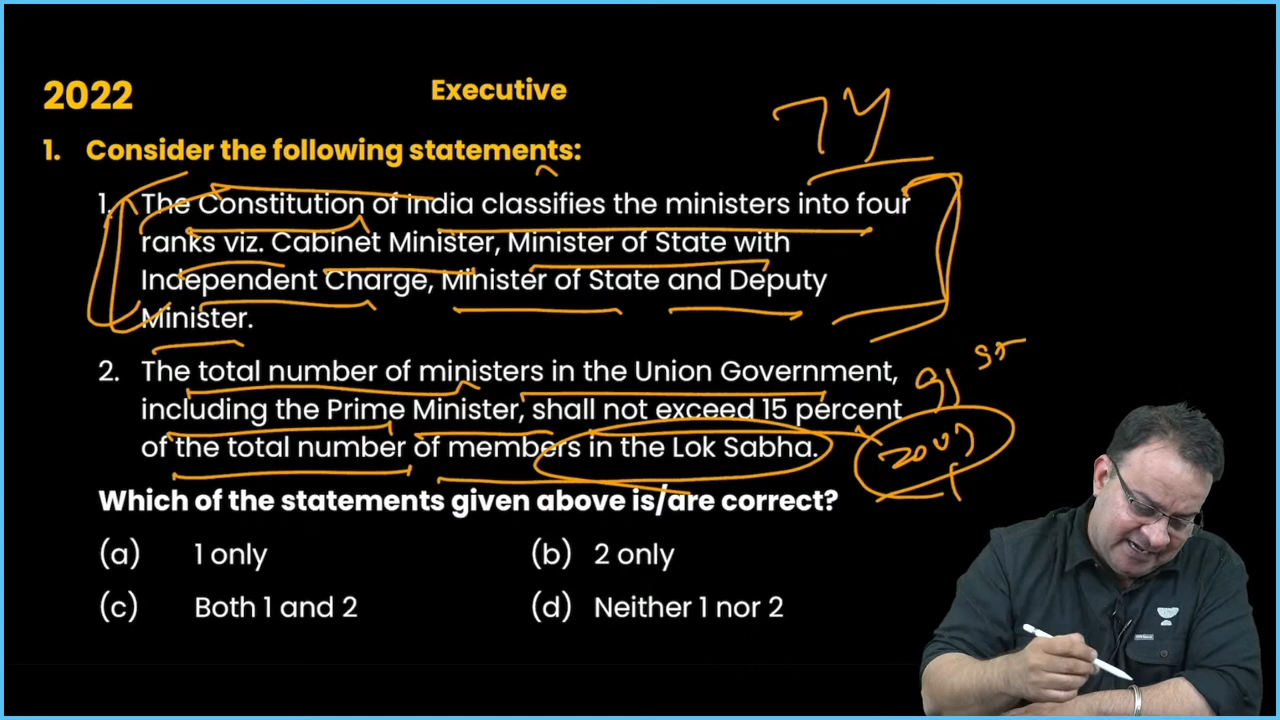 2022
Executive
74
1. Consider the following statements:
1. The Constitution of India classifies the ministers into four
ranks viz. Cabinet Minister, Minister of State with
Independent Charge, Minister of State and Deputy
Minister.
2. The total number of ministers in the Union Government,
including the Prime Minister, shall not exceed 15 percent
of the total number of members in the Lok Sabha.
91 st
2003
Which of the statements given above is/are correct?
(a) 1 only (b) 2 only
(c) Both 1 and 2 (d) Neither 1 nor 2